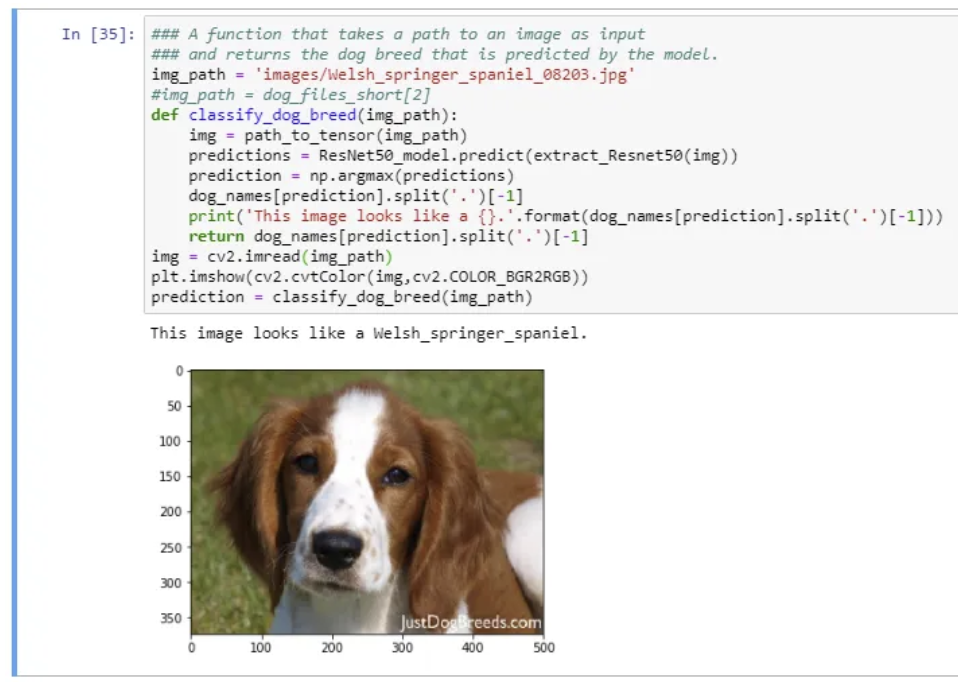 In [35]:
### A function that takes a path to an image as input
### and returns the dog breed that is predicted by the model.
img_path = 'images/Welsh_springer_spaniel_08203.jpg'
#img_path = dog_files_short[2]
def classify_dog_breed(img_path):
    img = path_to_tensor(img_path)
    predictions = ResNet50_model.predict(extract_Resnet50(img))
    prediction = np.argmax(predictions)
    dog_names[prediction].split('.')[-1]
    print('This image looks like a {}.'.format(dog_names[prediction].split('.')[-1]))
    return dog_names[prediction].split('.')[-1]
img = cv2.imread(img_path)
plt.imshow(cv2.cvtColor(img,cv2.COLOR_BGR2RGB))
prediction = classify_dog_breed(img_path)
This image looks like a Welsh_springer_spaniel.
0
50
100
150
200
250
300
350
JustDogBreeds.com
0 100 200 300 400 500